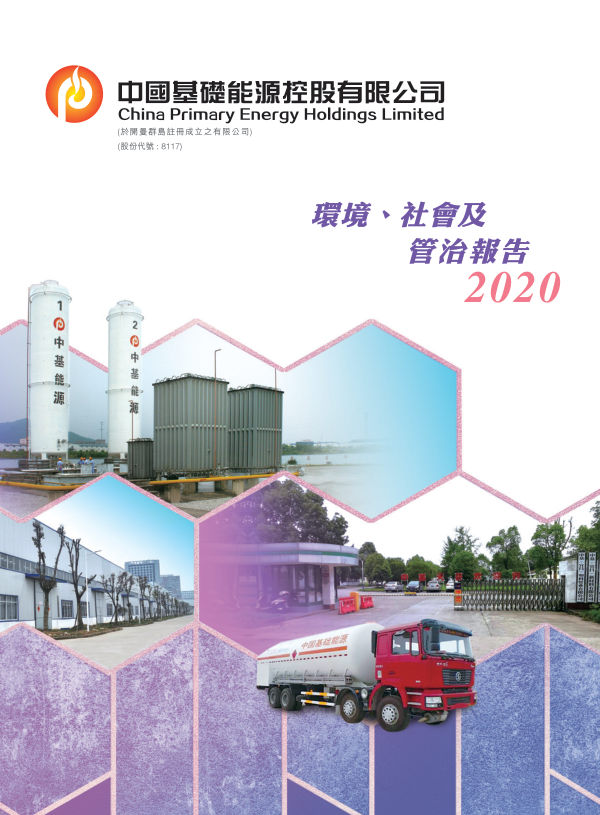 中國基礎能源控股有限公司
China Primary Energy Holdings Limited
(於開曼群島註冊成立之有限公司)
(股份代號 : 8117)
環境、社會及
管治報告
2020
1
中基能源
2
中基能源
中国基础能源